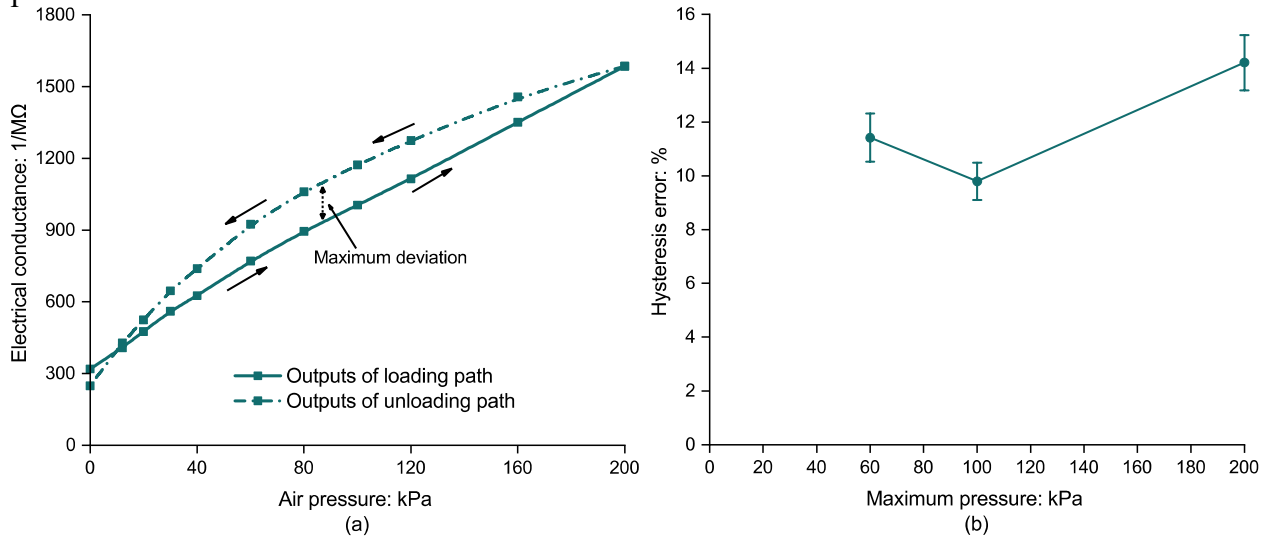 1800
1500
1200
900
600
300
0
0 40 80 120 160 200
Electrical conductance: 1/MΩ
Air pressure: kPa
(a)
Maximum deviation
Outputs of loading path
Outputs of unloading path
16
14
12
10
8
6
4
2
0
0 20 40 60 80 100 120 140 160 180 200
Hysteresis error: %
Maximum pressure: kPa
(b)